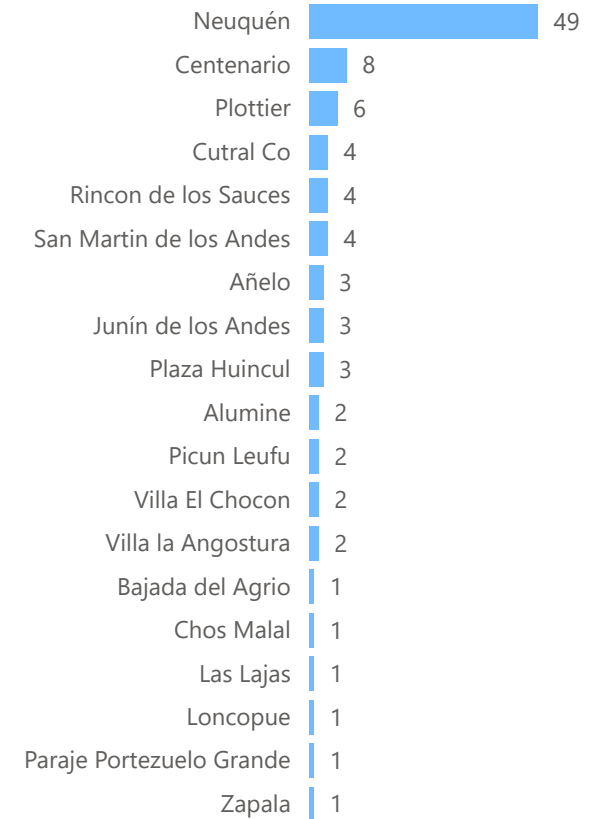 Neuquén 49
Centenario 8
Plottier 6
Cutral Co 4
Rincon de los Sauces 4
San Martin de los Andes 4
Añelo 3
Junín de los Andes 3
Plaza Huincul 3
Alumine 2
Picun Leufu 2
Villa El Chocon 2
Villa la Angostura 2
Bajada del Agrio 1
Chos Malal 1
Las Lajas 1
Loncopue 1
Paraje Portezuelo Grande 1
Zapala 1